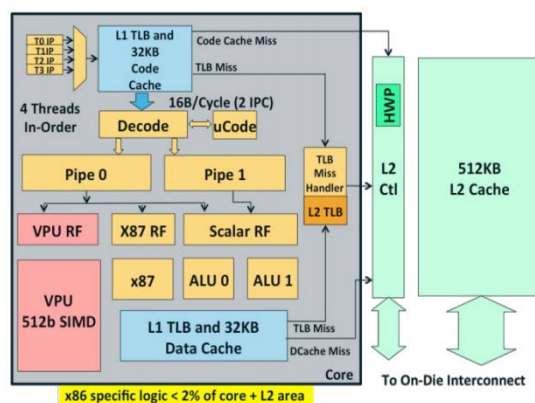 T0 IP
T1 IP
T2 IP
T3 IP
L1 TLB and
32KB
Code
Cache
Code Cache Miss
TLB Miss
4 Threads
In-Order
16B/Cycle (2 IPC)
Decode
uCode
Pipe 0
Pipe 1
TLB
Miss
Handler
L2 TLB
HWP
L2
Ctl
512KB
L2 Cache
VPU RF
X87 RF
Scalar RF
VPU
512b SIMD
x87
ALU 0
ALU 1
L1 TLB and 32KB
Data Cache
TLB Miss
DCache Miss
Core
To On-Die Interconnect
x86 specific logic < 2% of core + L2 area